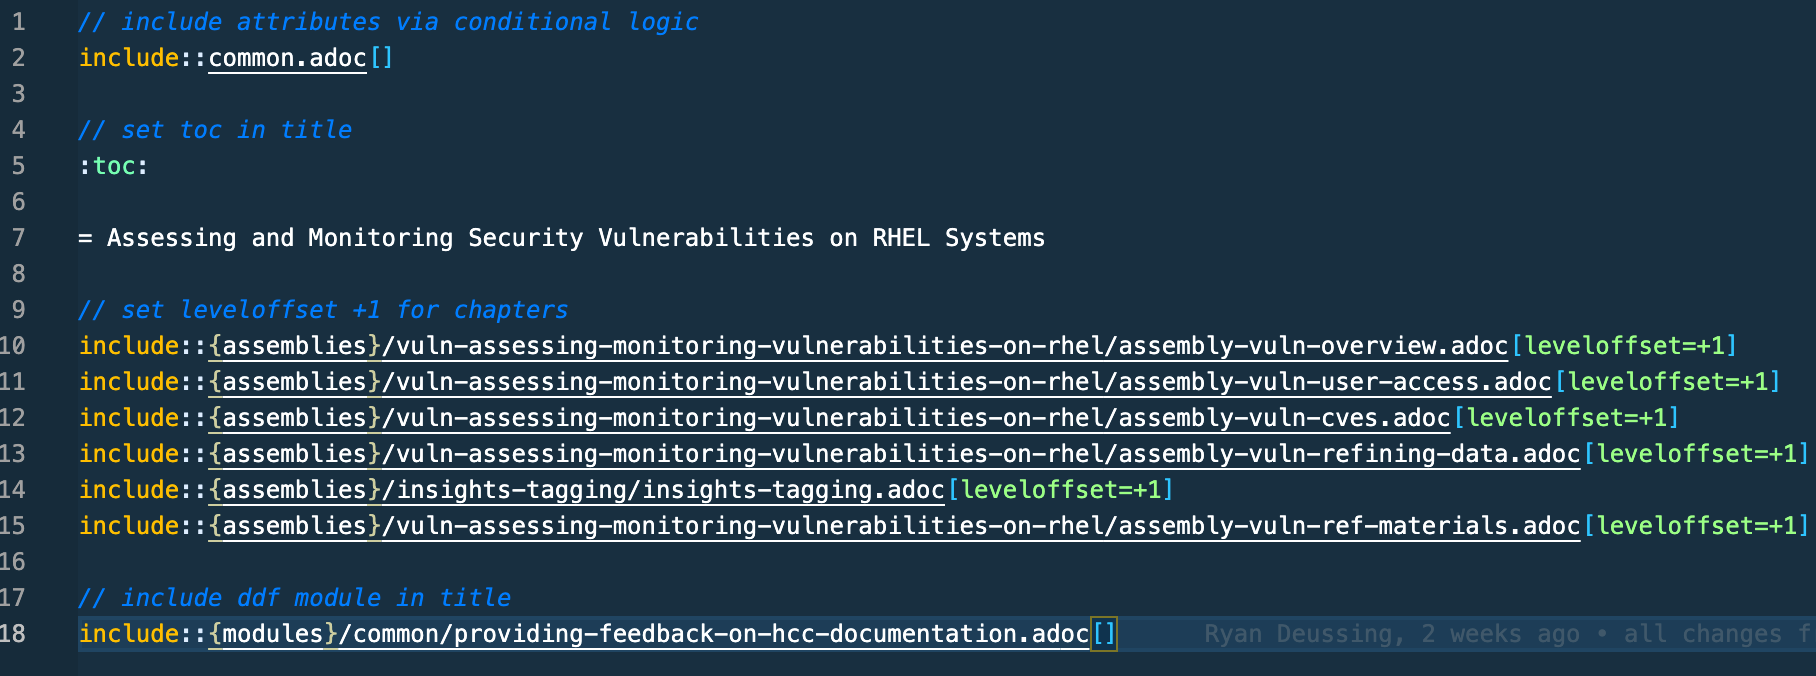 1 // include attributes via conditional logic
2 include::common.adoc[]
3
4 // set toc in title
5 :toc:
6
7 = Assessing and Monitoring Security Vulnerabilities on RHEL Systems
8
9 // set leveloffset +1 for chapters
10 include::{assemblies}/vuln-assessing-monitoring-vulnerabilities-on-rhel/assembly-vuln-overview.adoc[leveloffset=+1]
11 include::{assemblies}/vuln-assessing-monitoring-vulnerabilities-on-rhel/assembly-vuln-user-access.adoc[leveloffset=+1]
12 include::{assemblies}/vuln-assessing-monitoring-vulnerabilities-on-rhel/assembly-vuln-cves.adoc[leveloffset=+1]
13 include::{assemblies}/vuln-assessing-monitoring-vulnerabilities-on-rhel/assembly-vuln-refining-data.adoc[leveloffset=+1]
14 include::{assemblies}/insights-tagging/insights-tagging.adoc[leveloffset=+1]
15 include::{assemblies}/vuln-assessing-monitoring-vulnerabilities-on-rhel/assembly-vuln-ref-materials.adoc[leveloffset=+1]
16
17 // include ddf module in title
18 include::{modules}/common/providing-feedback-on-hcc-documentation.adoc[] Ryan Deussing, 2 weeks ago • all changes f